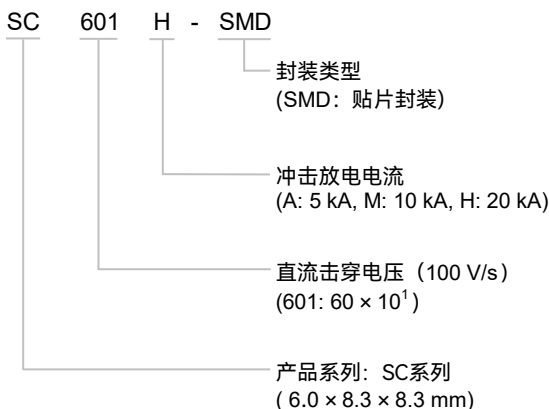 SC 601 H - SMD
封装类型
(SMD：贴片封装)
冲击放电电流
(A: 5 kA, M: 10 kA, H: 20 kA)
直流击穿电压（100 V/s）
(601: 60 × 10¹)
产品系列：SC系列
( 6.0 × 8.3 × 8.3 mm)